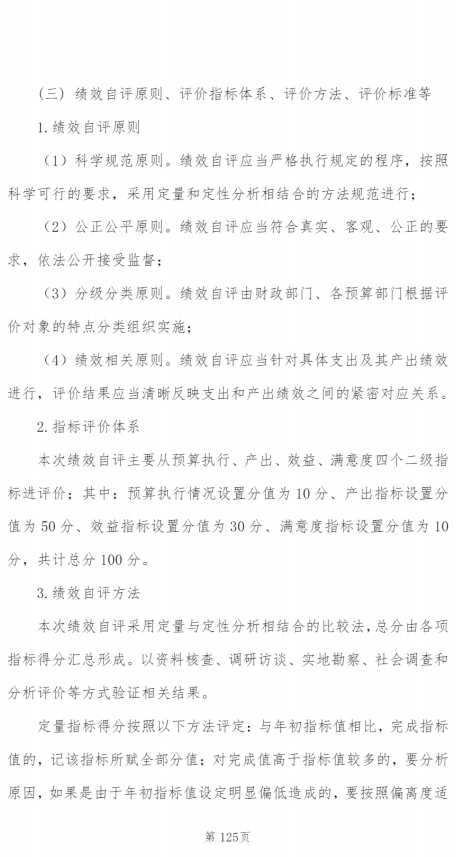 (三) 绩效自评原则、评价指标体系、评价方法、评价标准等
1.绩效自评原则
（1）科学规范原则。绩效自评应当严格执行规定的程序，按照
科学可行的要求，采用定量和定性分析相结合的方法规范进行；
（2）公正公平原则。绩效自评应当符合真实、客观、公正的要
求，依法公开接受监督；
（3）分级分类原则。绩效自评由财政部门、各预算部门根据评
价对象的特点分类组织实施；
（4）绩效相关原则。绩效自评应当针对具体支出及其产出绩效
进行，评价结果应当清晰反映支出和产出绩效之间的紧密对应关系。
2.指标评价体系
本次绩效自评主要从预算执行、产出、效益、满意度四个二级指
标进评价；其中：预算执行情况设置分值为 10 分、产出指标设置分
值为 50 分、效益指标设置分值为 30 分、满意度指标设置分值为 10
分，共计总分 100 分。
3.绩效自评方法
本次绩效自评采用定量与定性分析相结合的比较法，总分由各项
指标得分汇总形成。以资料核查、调研访谈、实地勘察、社会调查和
分析评价等方式验证相关结果。
定量指标得分按照以下方法评定：与年初指标值相比，完成指标
值的，记该指标所赋全部分值；对完成值高于指标值较多的，要分析
原因，如果是由于年初指标值设定明显偏低造成的，要按照偏离度适
第 125页